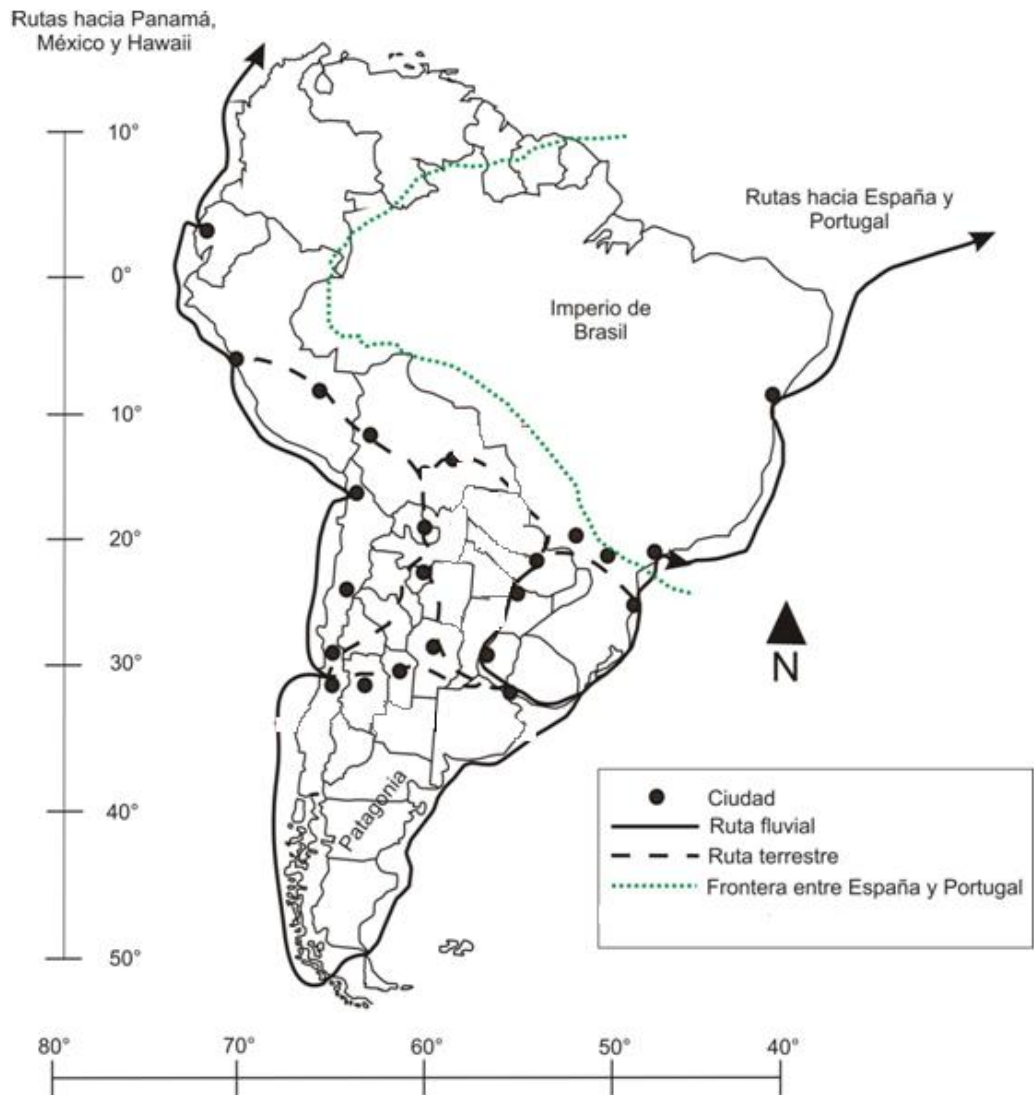 Rutas hacia Panamá,
México y Hawaii
10°
Rutas hacia España y
Portugal
0°
Imperio de
Brasil
10°
20°
30°
N
40°
50°
Patagonia
Ciudad
Ruta fluvial
Ruta terrestre
Frontera entre España y Portugal
80°
70°
60°
50°
40°